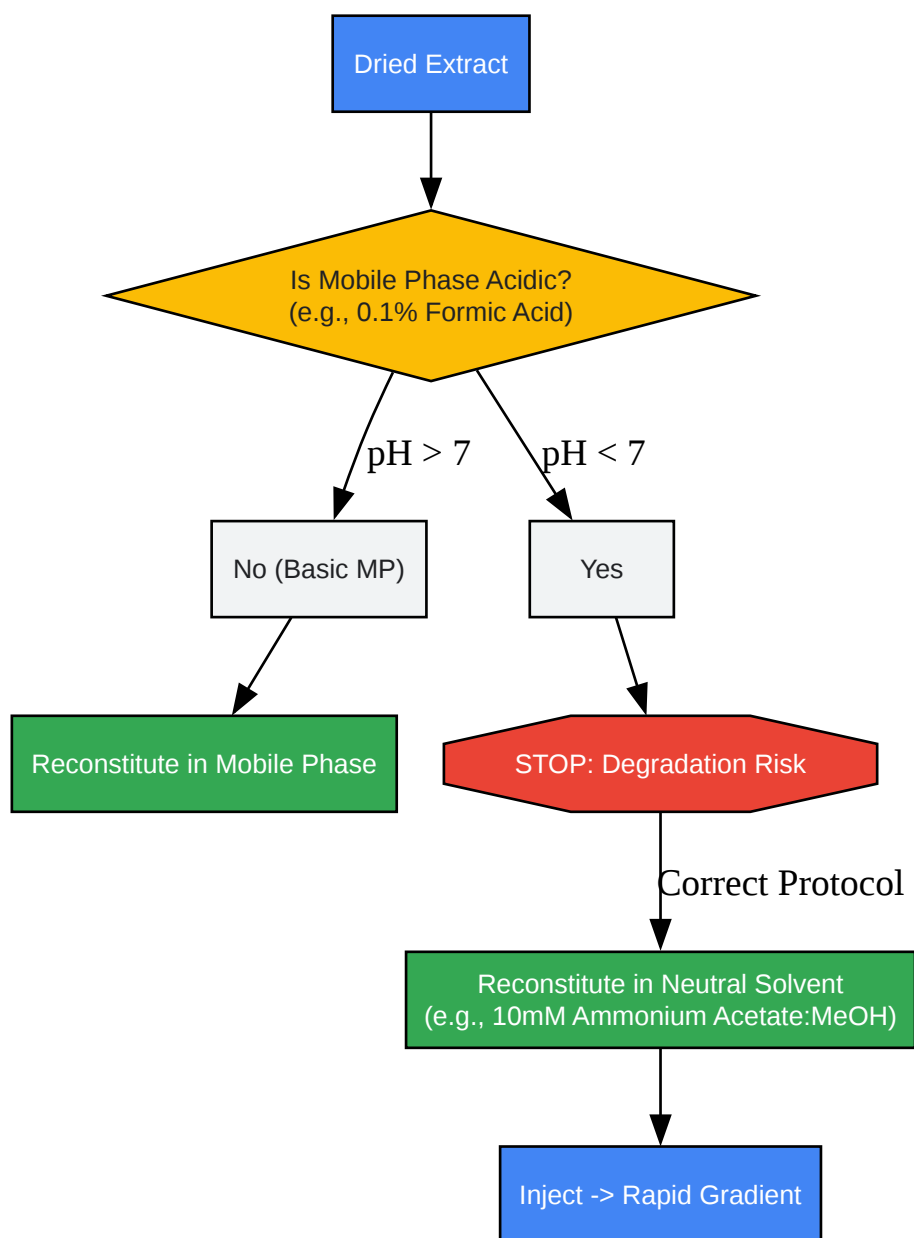 Dried Extract
Is Mobile Phase Acidic?
(e.g., 0.1% Formic Acid)
pH > 7
pH < 7
No (Basic MP)
Yes
Reconstitute in Mobile Phase
STOP: Degradation Risk
Correct Protocol
Reconstitute in Neutral Solvent
(e.g., 10mM Ammonium Acetate:MeOH)
Inject -> Rapid Gradient